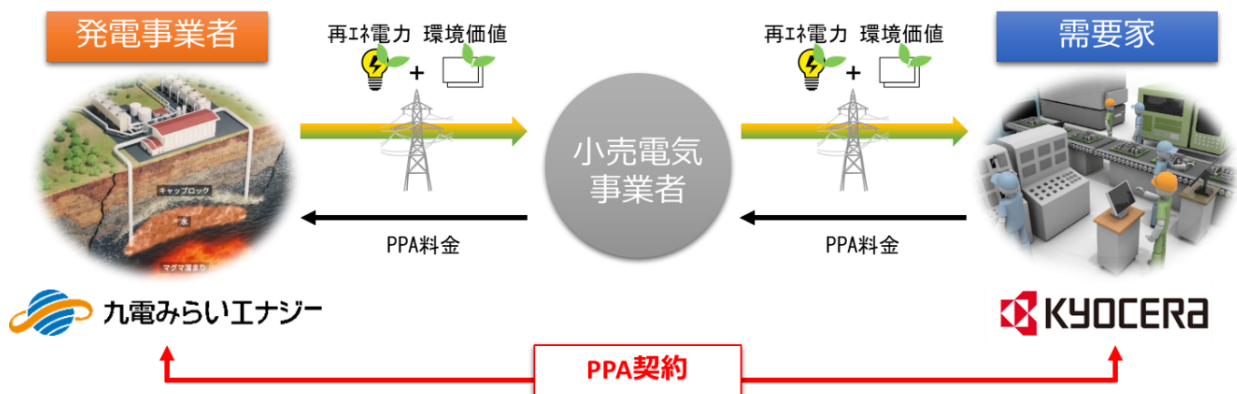 発電事業者
再エネ電力 環境価値
+
再エネ電力 環境価値
+
需要家
キャップロック
水
マグマ溜まり
小売電気
事業者
PPA料金
PPA料金
九電みらいエナジー
KYOCERA
PPA契約